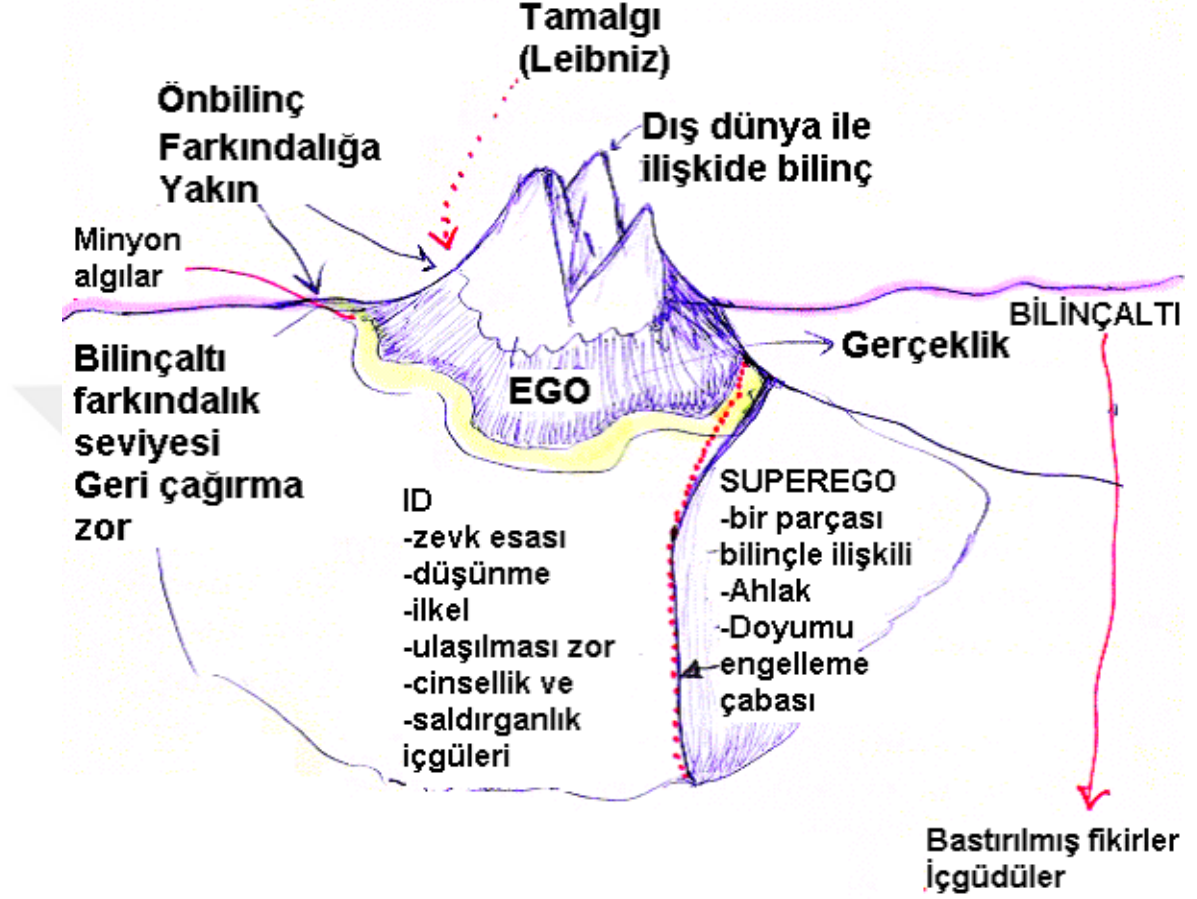 Tamalgı
(Leibniz)
Önbilinç
Farkındalığa
Yakın
Dış dünya ile
ilişkide bilinç
Minyon
algılar
BİLİNÇALTI
Gerçeklik
Bilinçaltı
farkındalık
seviyesi
Geri çağırma
zor
EGO
ID
-zevk esası
-düşünme
-ilkel
-ulaşılması zor
-cinsellik ve
-saldırganlık
içgüleri
SUPEREGO
-bir parçası
bilinçle ilişkili
-Ahlak
-Doyumu
engelleme
çabası
Bastırılmış fikirler
İçgüdüler